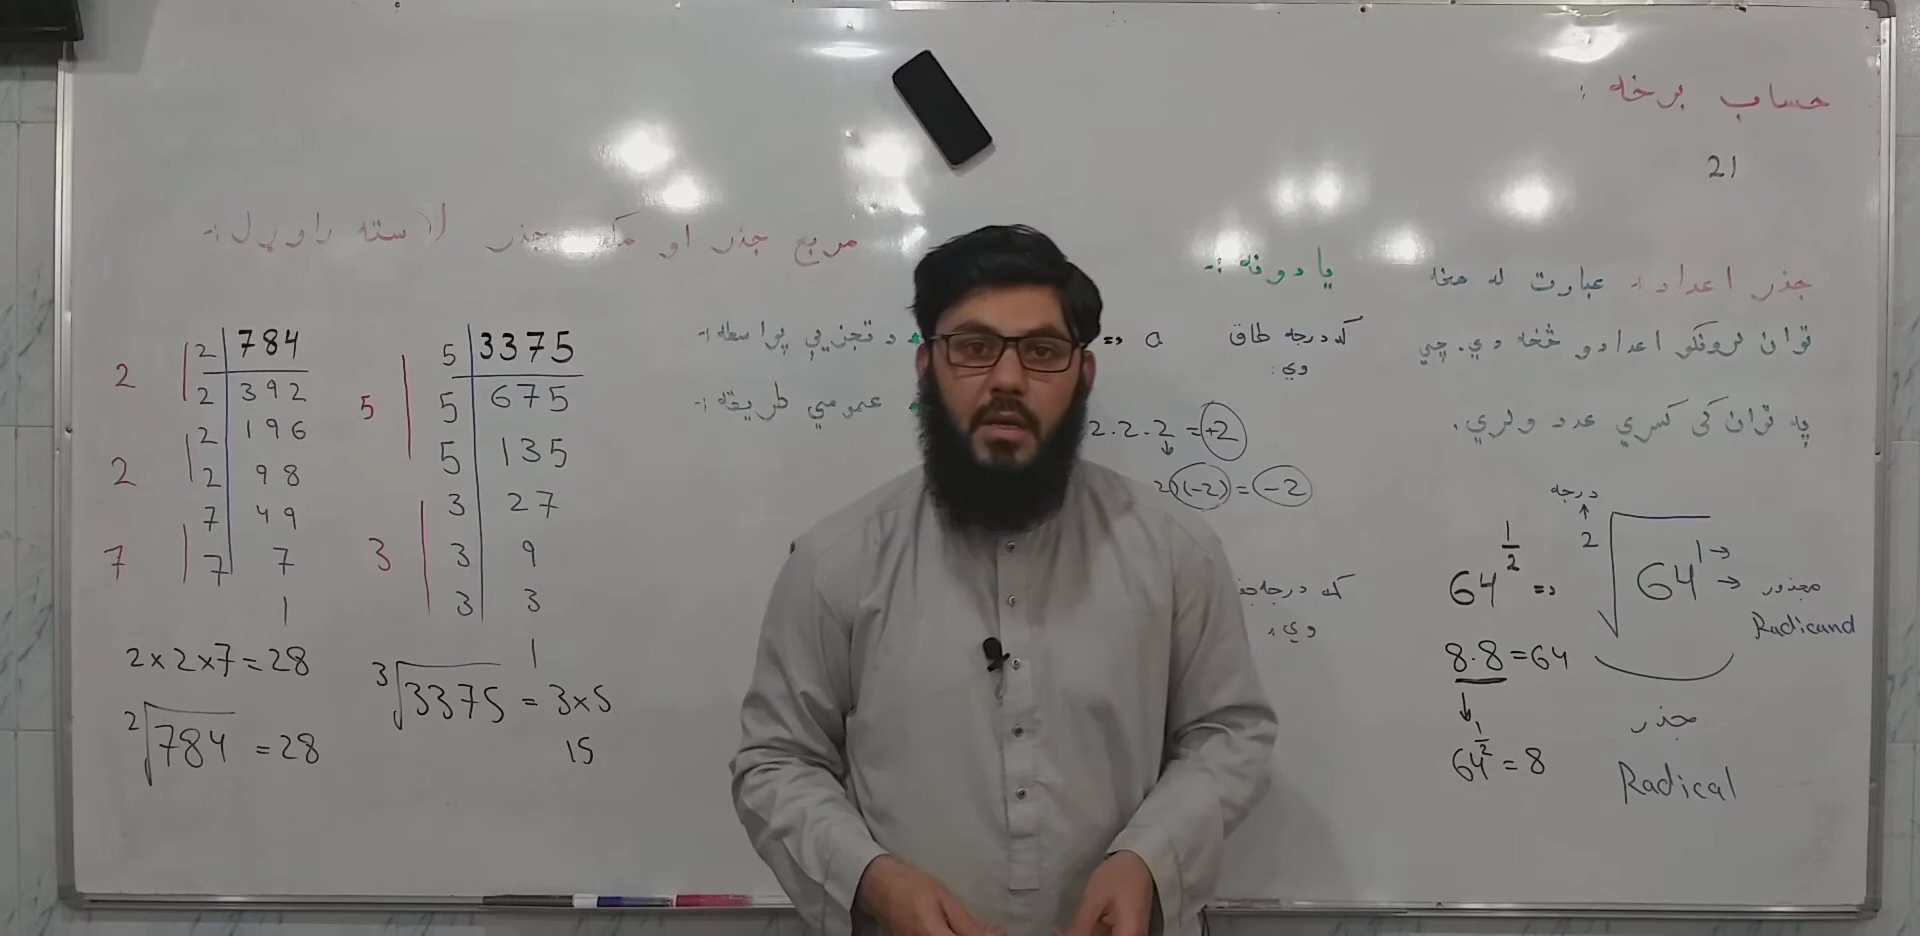 حساب برخه :
21
جذر اعداد : عبارت له هغه
توان لرونکو اعدادو څخه دي. چي
په توان کی کسري عدد ولري.
درجه
2
64 1
مجذور
Radicand
جذر
Radical
64 1/2 =>
8.8=64
64 1/2 = 8
یادونه :-
که درجه طاق
وي:
=> a
2.2.2 = +2
(-2) = -2
که درجه
وي,
مربع جذر او جذر لاسته راوړل:-
د تجزیې پواسطه:-
عمومي طریقه:-
5 3375
5 675
5 135
3 27
3 9
3 3
1
5
3
3√3375 = 3×5
15
2 784
2 392
2 196
2 98
7 49
7 7
1
2
2
7
2×2×7=28
2√784 = 28